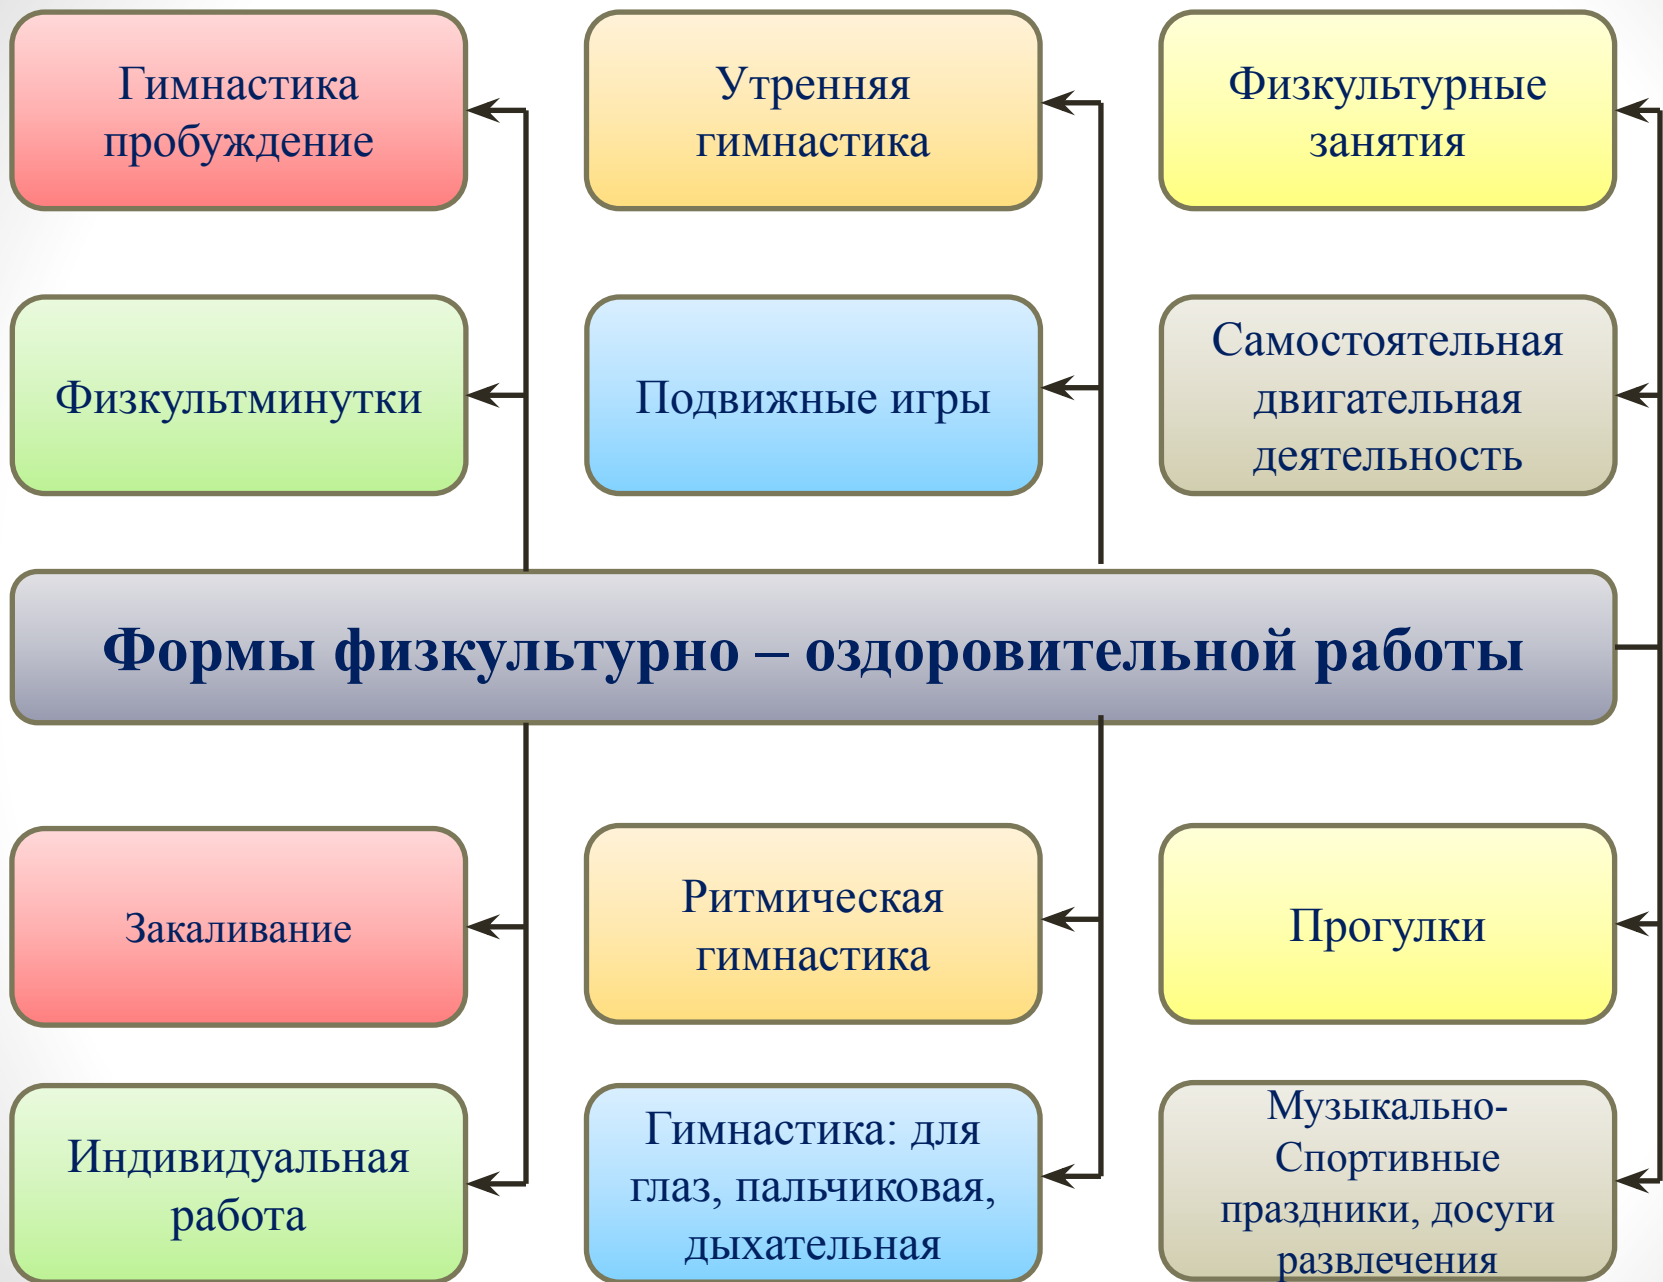 Гимнастика
пробуждение
Утренняя
гимнастика
Физкультурные
занятия
Физкультминутки
Подвижные игры
Самостоятельная
двигательная
деятельность
Формы физкультурно – оздоровительной работы
Закаливание
Ритмическая
гимнастика
Прогулки
Индивидуальная
работа
Гимнастика: для
глаз, пальчиковая,
дыхательная
Музыкально-
Спортивные
праздники, досуги
развлечения